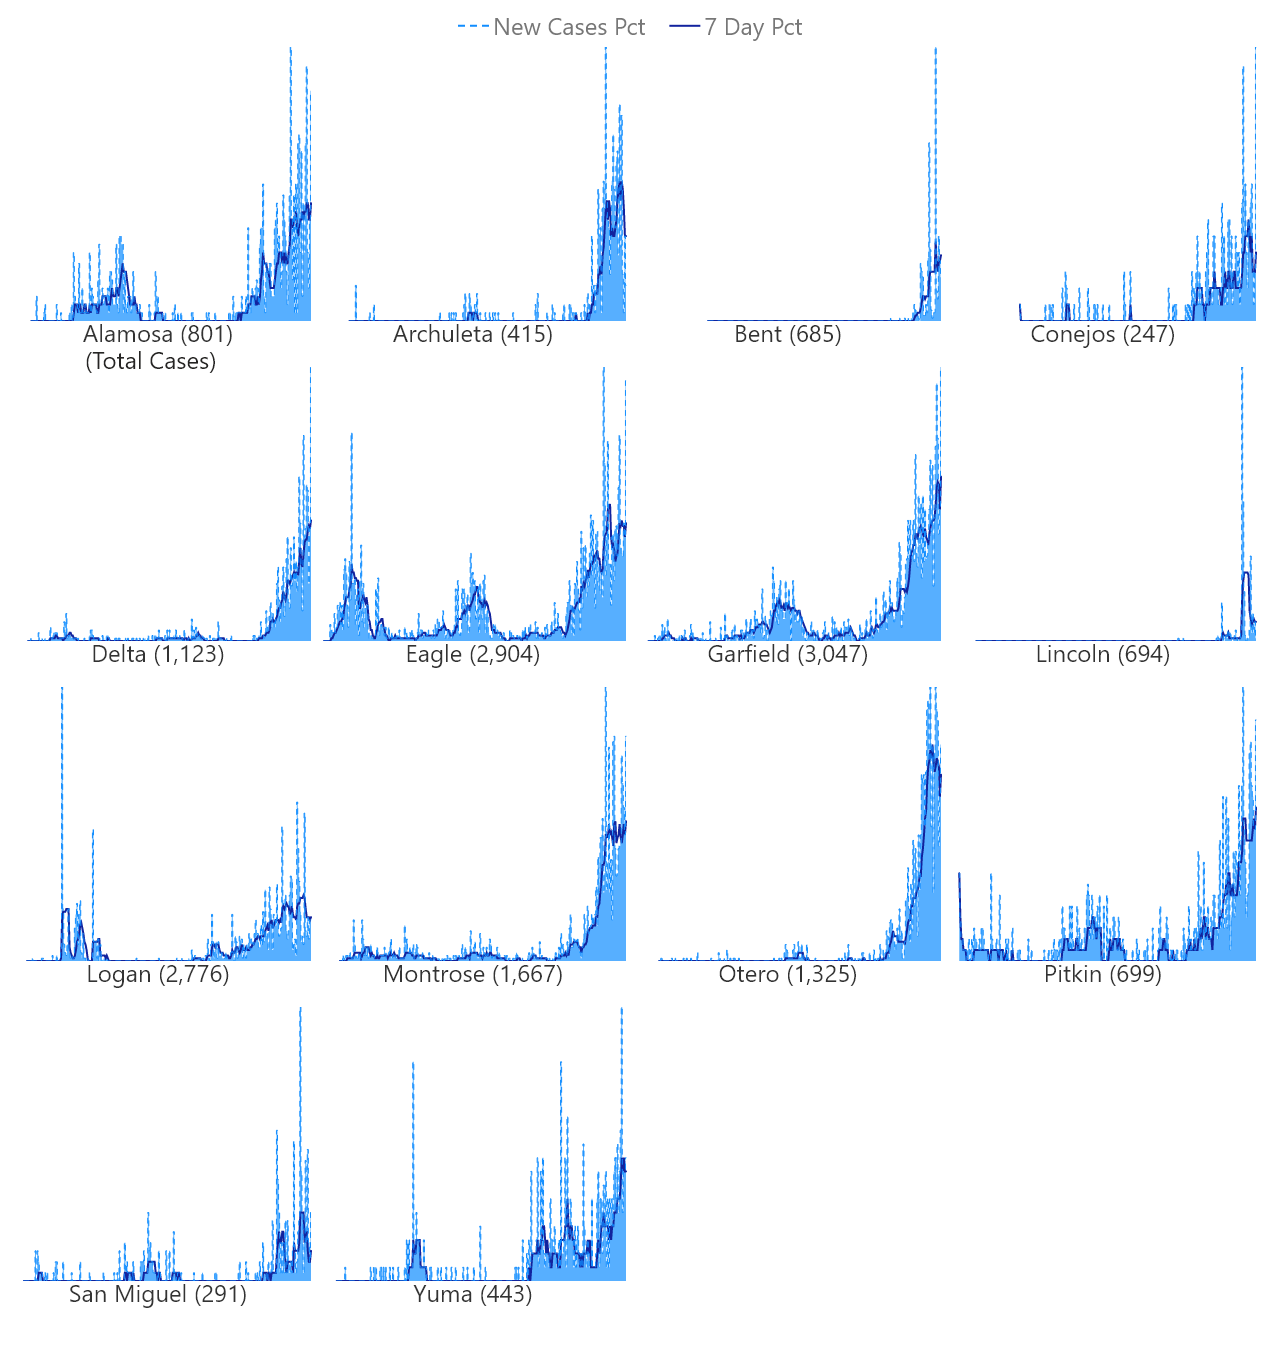 New Cases Pct 7 Day Pct
Alamosa (801) Archuleta (415) Bent (685) Conejos (247)
(Total Cases)
Delta (1,123) Eagle (2,904) Garfield (3,047) Lincoln (694)
Logan (2,776) Montrose (1,667) Otero (1,325) Pitkin (699)
San Miguel (291) Yuma (443)